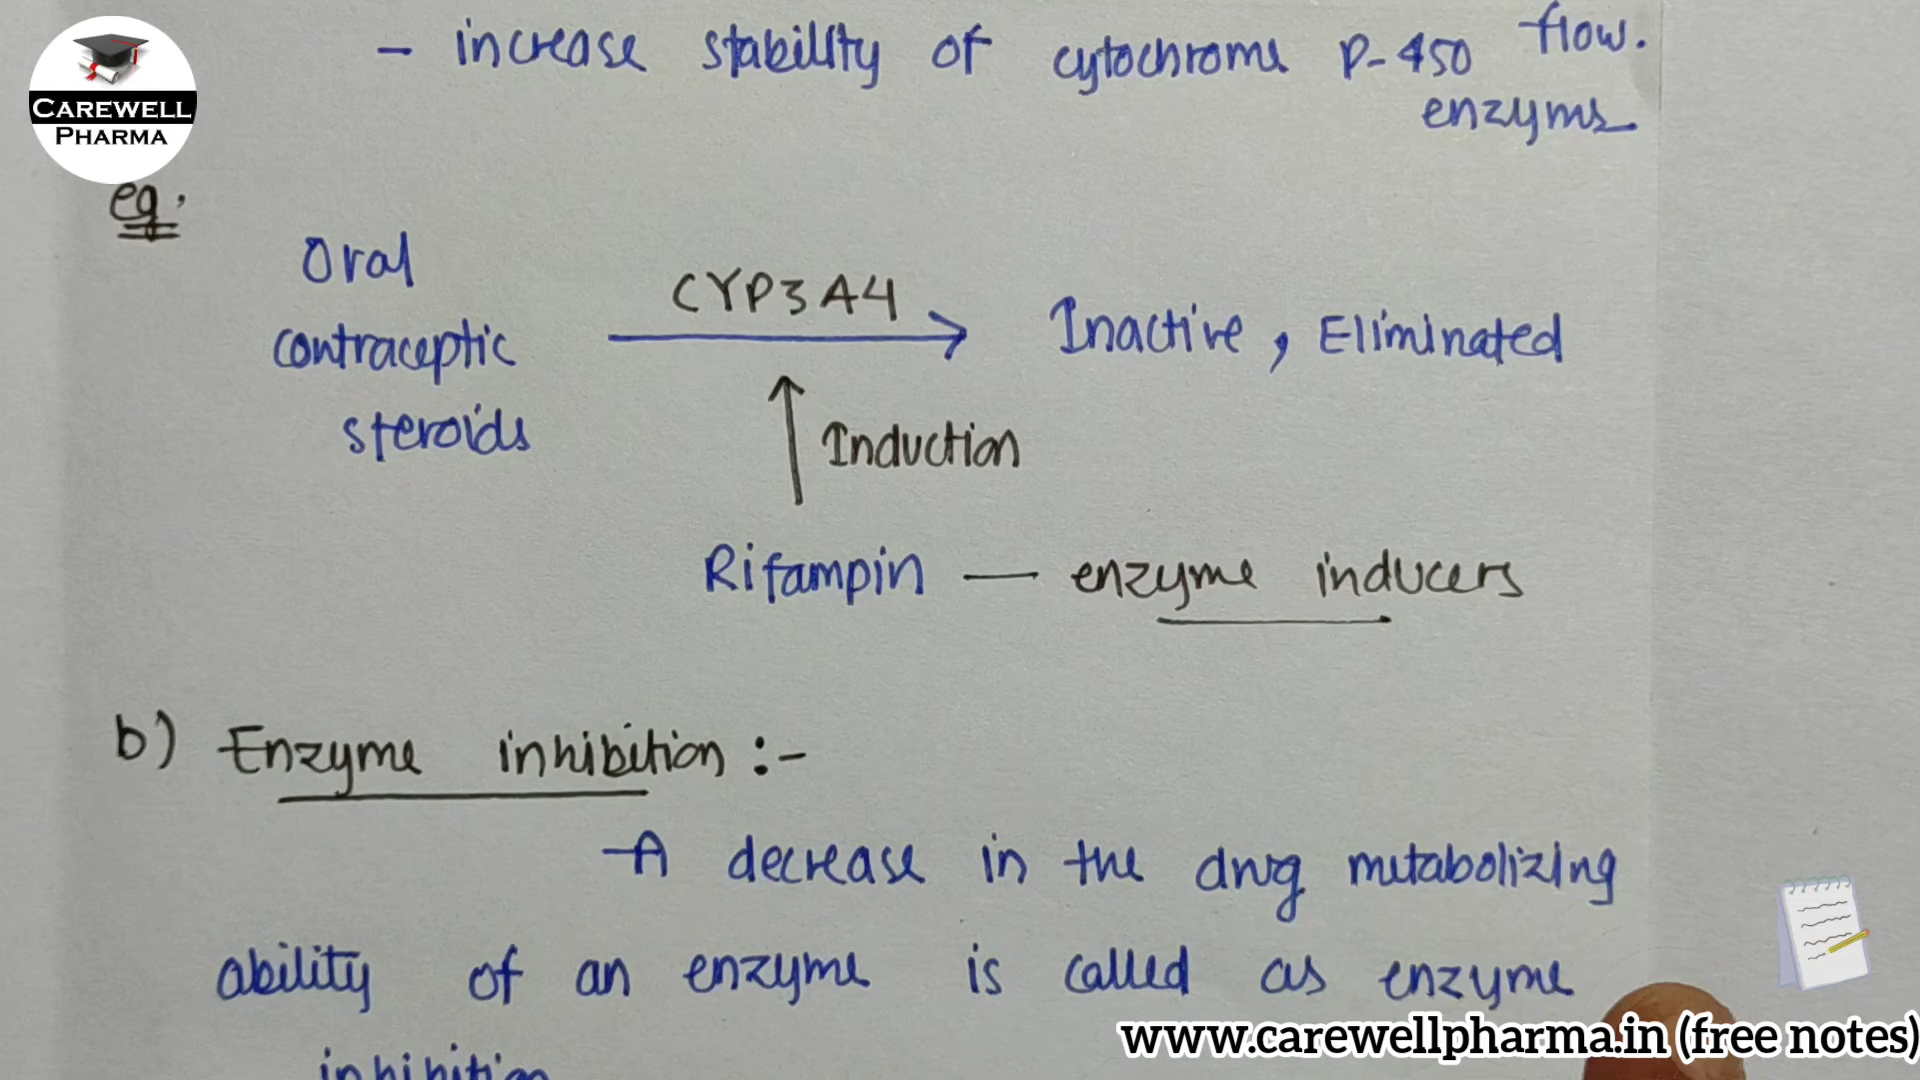 CAREWELL
PHARMA
- increase stability of cytochrome P-450 flow.
enzyme.
eg.
Oral
contraceptic
steroids
CYP3A4
Inactive, Eliminated
Induction
Rifampin — enzyme inducers
b) Enzyme inhibition :-
A decrease in the drug metabolizing
ability of an enzyme is called as enzyme
inhibition
www.carewellpharma.in (free notes)